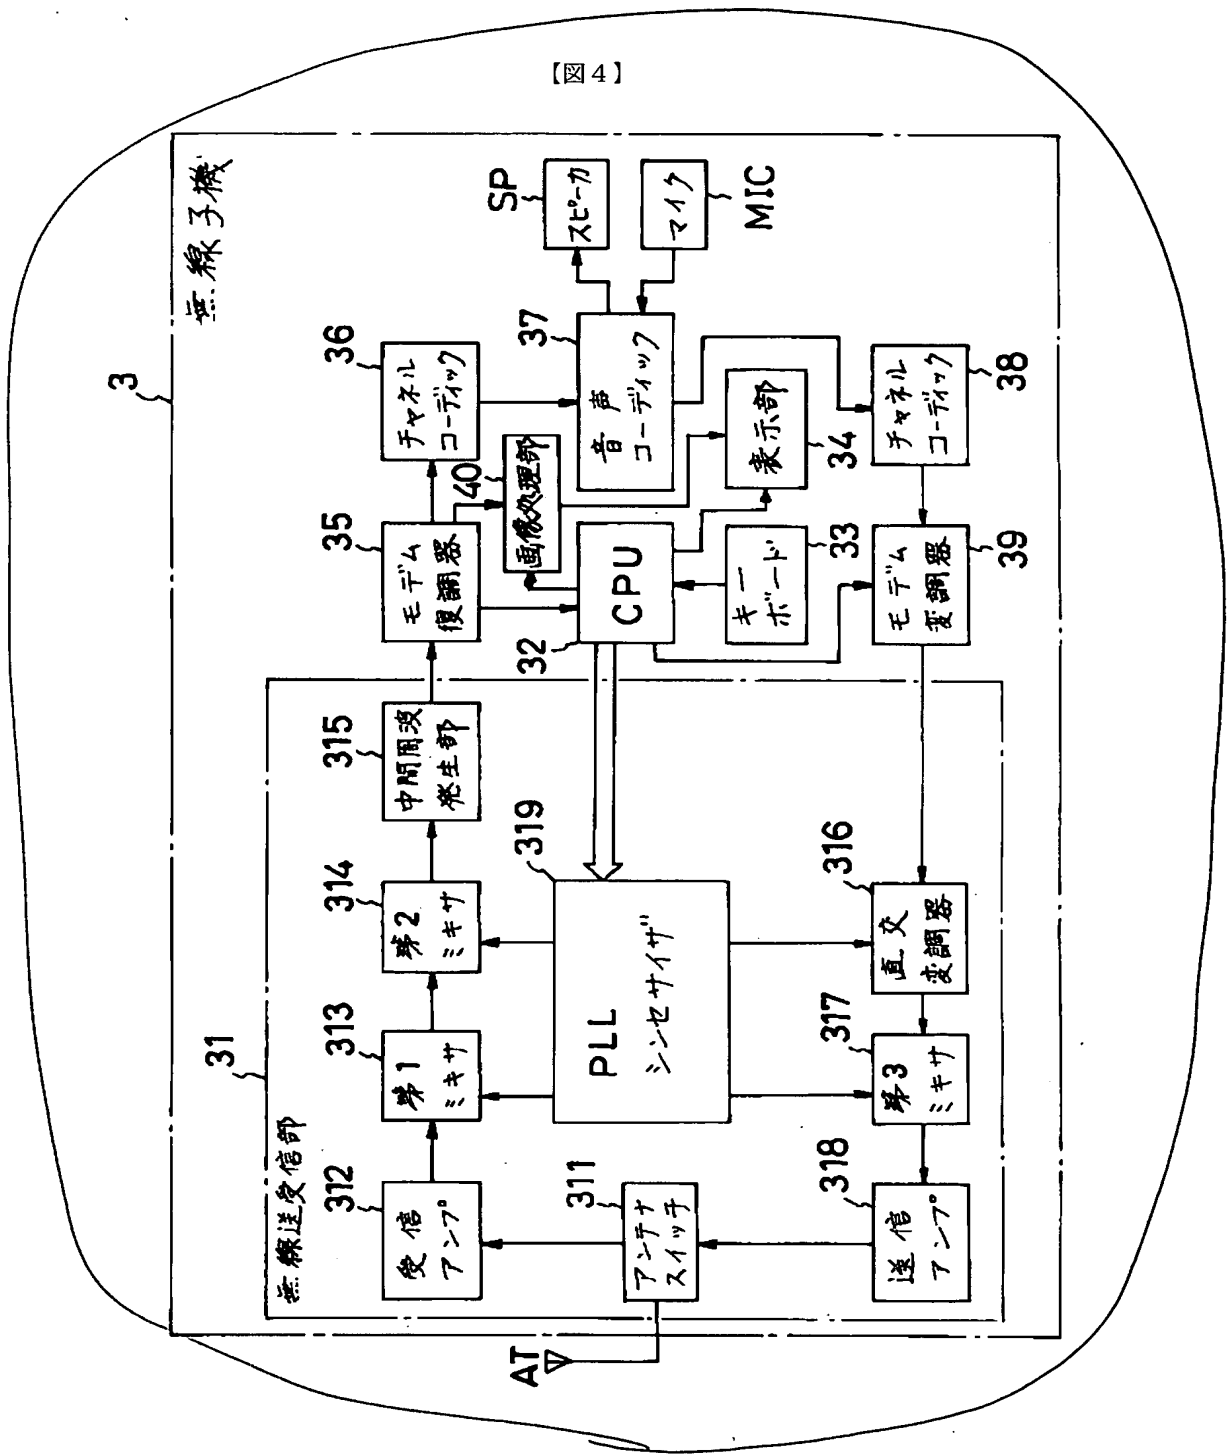 【図4】
3
無線子機
31
無線送受信部
312
受信
アンプ
313
第1
ミキサ
314
第2
ミキサ
315
中間周波
発生部
35
モデム
復調器
36
チャネル
コーディック
40
画像処理部
37
音声
コーディック
SP
スピーカ
マイク
MIC
AT
311
アンテナ
スイッチ
319
PLL
シンセサイザ
32
CPU
33
キー
ボード
34
表示部
318
送信
アンプ
317
第3
ミキサ
316
直交
変調器
39
モデム
変調器
38
チャネル
コーディック